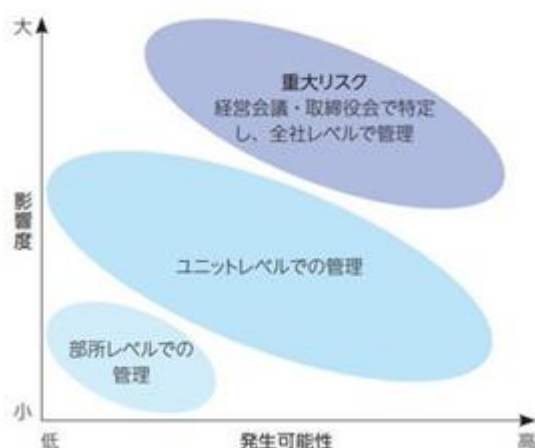 大
重大リスク
経営会議・取締役会で特定
し、全社レベルで管理
影響度
ユニットレベルでの管理
部所レベルでの
管理
小
低
発生可能性
高